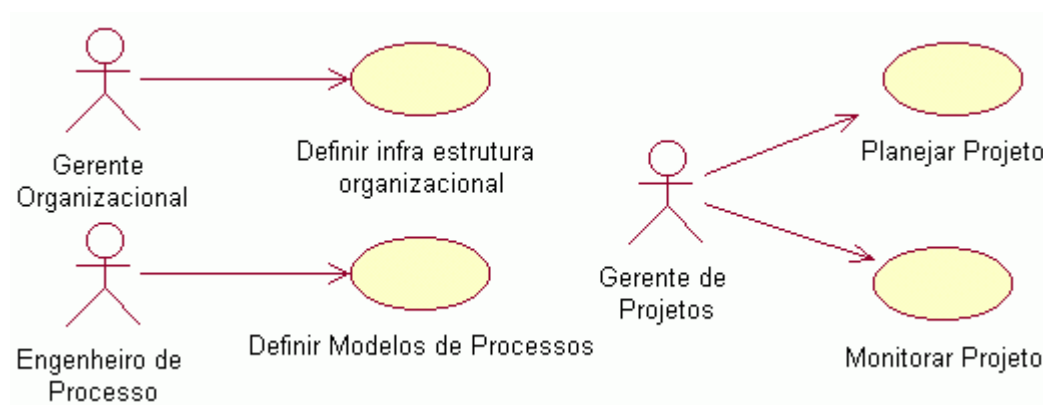 Gerente
Organizacional
Definir infra estrutura
organizacional
Engenheiro de
Processo
Definir Modelos de Processos
Gerente de
Projetos
Planejar Projeto
Monitorar Projeto